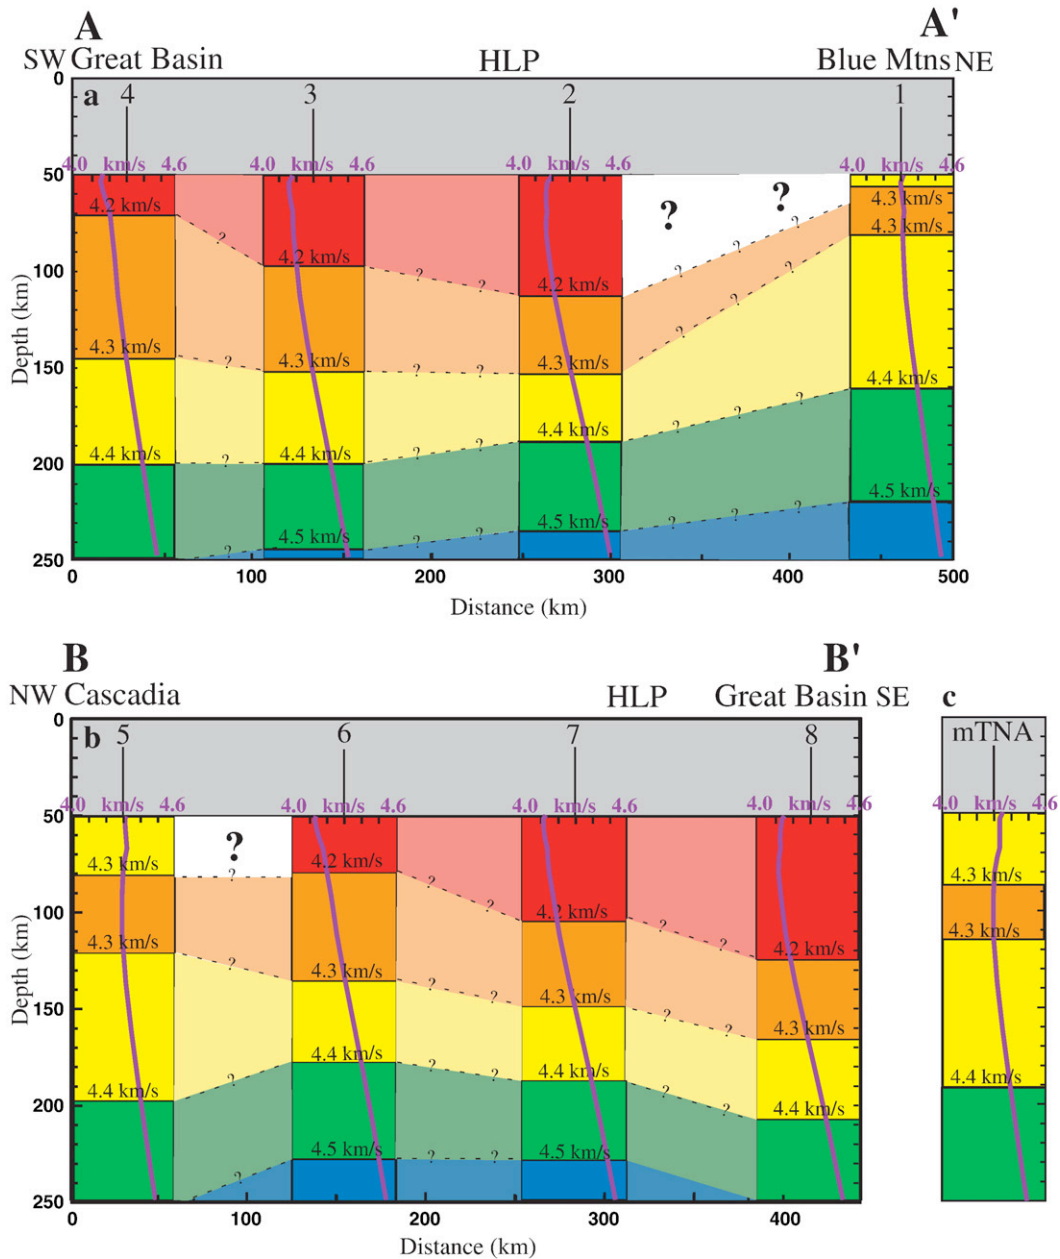 A A'
SW Great Basin HLP Blue Mtns NE
0
a 4 3 2 1
4.0 km/s 4.6 4.0 km/s 4.6 4.0 km/s 4.6 4.0 km/s 4.6
50
4.2 km/s 4.3 km/s
? ? ? 4.3 km/s
? ?
100 4.2 km/s ? ?
? ? 4.2 km/s ?
Depth (km)
150 4.3 km/s ? 4.3 km/s ? ? 4.3 km/s ?
4.4 km/s
? ?
200 4.4 km/s ? 4.4 km/s ? ? 4.4 km/s ?
4.5 km/s
? 4.5 km/s ? ? 4.5 km/s ? ?
250
0 100 200 300 400 500
Distance (km)
B B'
NW Cascadia HLP Great Basin SE c
0
b 5 6 7 8 mTNA
4.0 km/s 4.6 4.0 km/s 4.6 4.0 km/s 4.6 4.0 km/s 4.6 4.0 4.6
50
?
4.3 km/s ? 4.2 km/s ? 4.3 km/s
100 ? 4.2 km/s ? ?
4.3 km/s ? 4.2 km/s 4.3 km/s
Depth (km)
150 4.3 km/s ? ? 4.3 km/s ? ? 4.3 km/s
4.4 km/s ? 4.4 km/s ? ? 4.4 km/s ? ? 4.4 km/s 4.4 km/s
200
? 4.5 km/s ? ? 4.5 km/s
250
0 100 200 300 400
Distance (km)